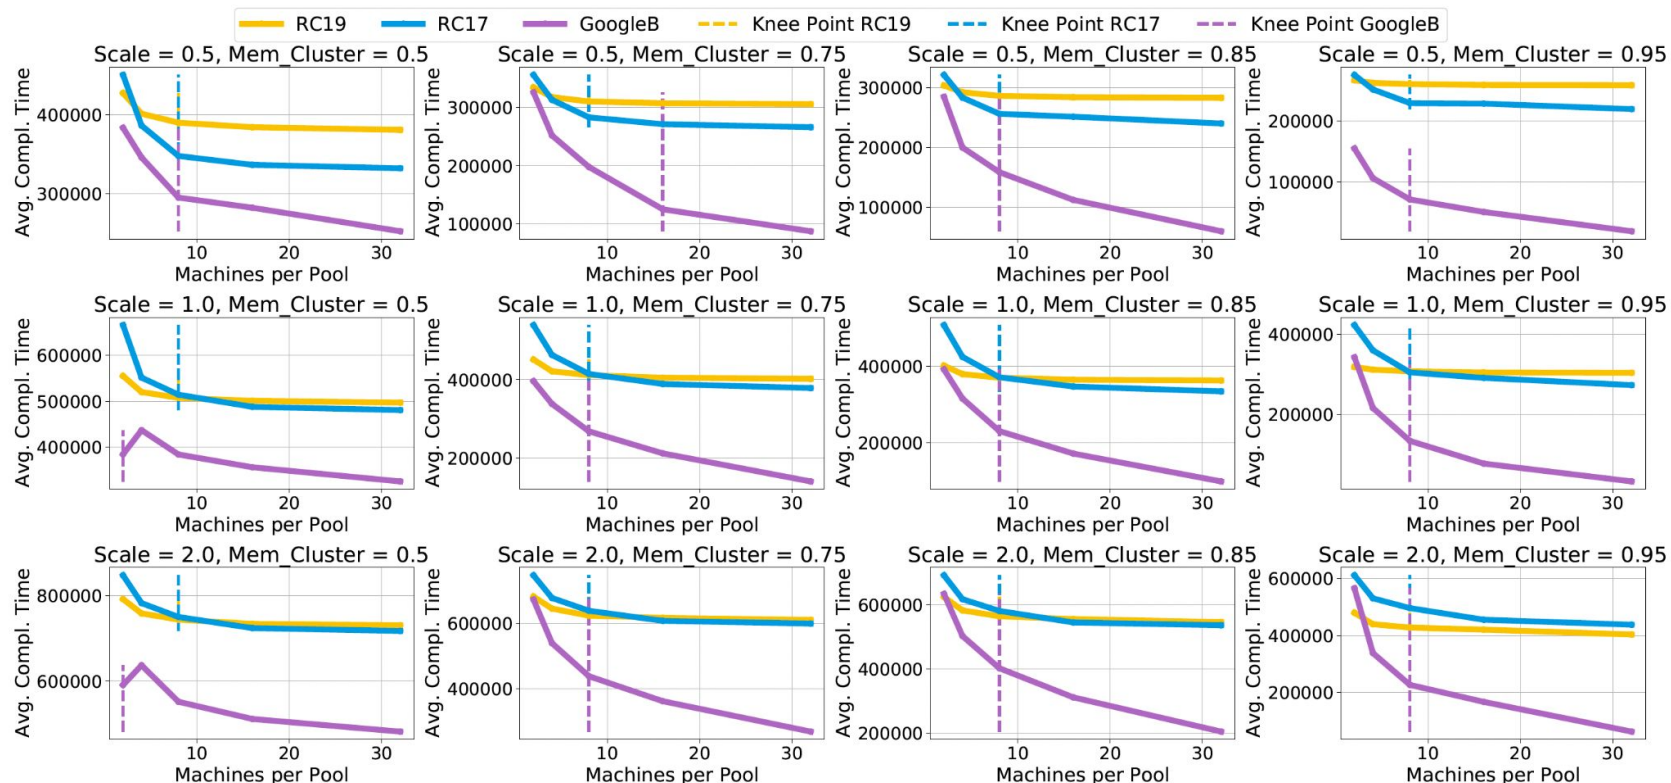 RC19 RC17 GoogleB Knee Point RC19 Knee Point RC17 Knee Point GoogleB
Scale = 0.5, Mem_Cluster = 0.5
Avg. Compl. Time
400000
300000
10 20 30
Machines per Pool
Scale = 0.5, Mem_Cluster = 0.75
Avg. Compl. Time
300000
200000
100000
10 20 30
Machines per Pool
Scale = 0.5, Mem_Cluster = 0.85
Avg. Compl. Time
300000
200000
100000
10 20 30
Machines per Pool
Scale = 0.5, Mem_Cluster = 0.95
Avg. Compl. Time
200000
100000
10 20 30
Machines per Pool
Scale = 1.0, Mem_Cluster = 0.5
Avg. Compl. Time
600000
500000
400000
10 20 30
Machines per Pool
Scale = 1.0, Mem_Cluster = 0.75
Avg. Compl. Time
400000
200000
10 20 30
Machines per Pool
Scale = 1.0, Mem_Cluster = 0.85
Avg. Compl. Time
400000
200000
10 20 30
Machines per Pool
Scale = 1.0, Mem_Cluster = 0.95
Avg. Compl. Time
400000
200000
10 20 30
Machines per Pool
Scale = 2.0, Mem_Cluster = 0.5
Avg. Compl. Time
800000
600000
10 20 30
Machines per Pool
Scale = 2.0, Mem_Cluster = 0.75
Avg. Compl. Time
600000
400000
10 20 30
Machines per Pool
Scale = 2.0, Mem_Cluster = 0.85
Avg. Compl. Time
600000
400000
200000
10 20 30
Machines per Pool
Scale = 2.0, Mem_Cluster = 0.95
Avg. Compl. Time
600000
400000
200000
10 20 30
Machines per Pool